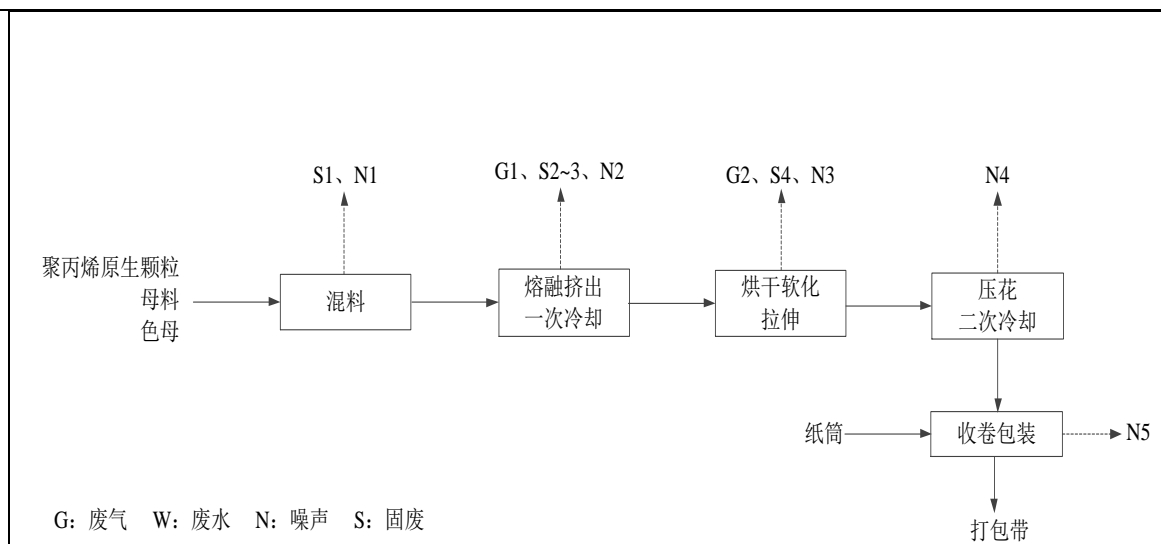 S1、N1
G1、S2~3、N2
G2、S4、N3
N4
聚丙烯原生颗粒
母料
色母
混料
熔融挤出
一次冷却
烘干软化
拉伸
压花
二次冷却
纸筒
收卷包装
N5
打包带
G：废气 W：废水 N：噪声 S：固废